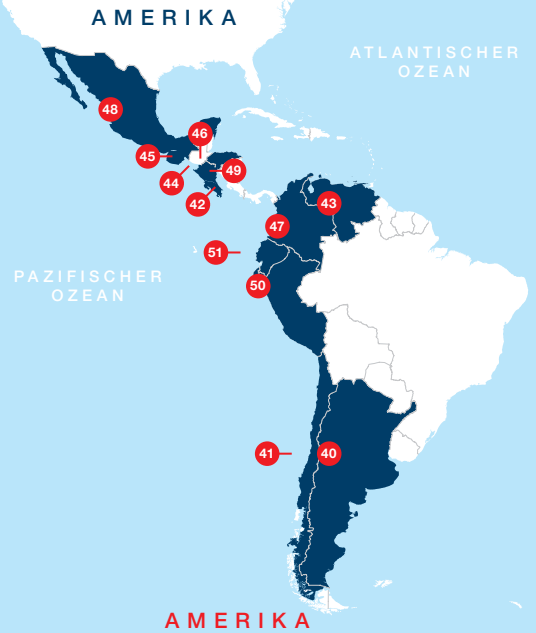 AMERIKA
ATLANTISCHER
OZEAN
48
46
45
49
44
42
43
47
51
PAZIFISCHER
OZEAN
50
41
40
AMERIKA